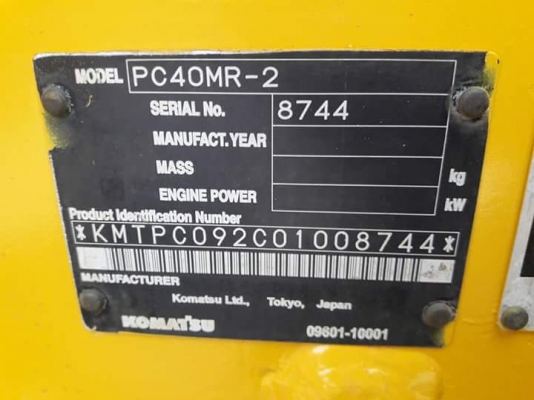 MODEL PC40MR-2
SERIAL No. 8744
MANUFACT.YEAR
MASS kg
ENGINE POWER kW
Product Identification Number
*KMTPC092C01008744*
MANUFACTURER
Komatsu Ltd., Tokyo, Japan
KOMATSU 09601-10001